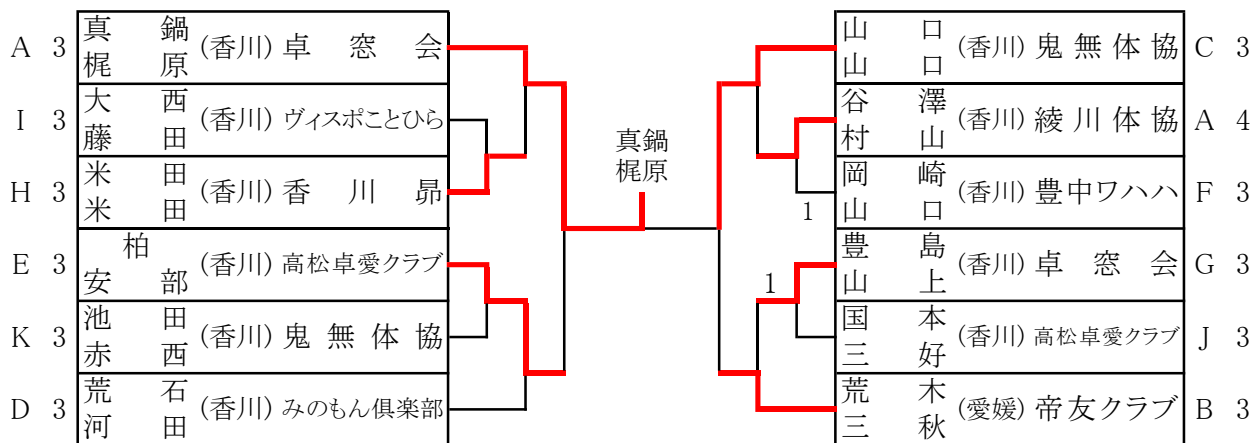 A 3 真鍋 梶原 (香川) 卓窓会
I 3 大西 藤田 (香川) ヴィスポことひら
H 3 米田 米田 (香川) 香川昴
E 3 柏 安部 (香川) 高松卓愛クラブ
K 3 池田 赤西 (香川) 鬼無体協
D 3 荒石 河田 (香川) みのもん倶楽部
真鍋
梶原
山口 山口 (香川) 鬼無体協 C 3
谷澤 村山 (香川) 綾川体協 A 4
岡崎 山口 (香川) 豊中ワハハ F 3
1
豊島 山上 (香川) 卓窓会 G 3
1
国本 三好 (香川) 高松卓愛クラブ J 3
荒木 三秋 (愛媛) 帝友クラブ B 3